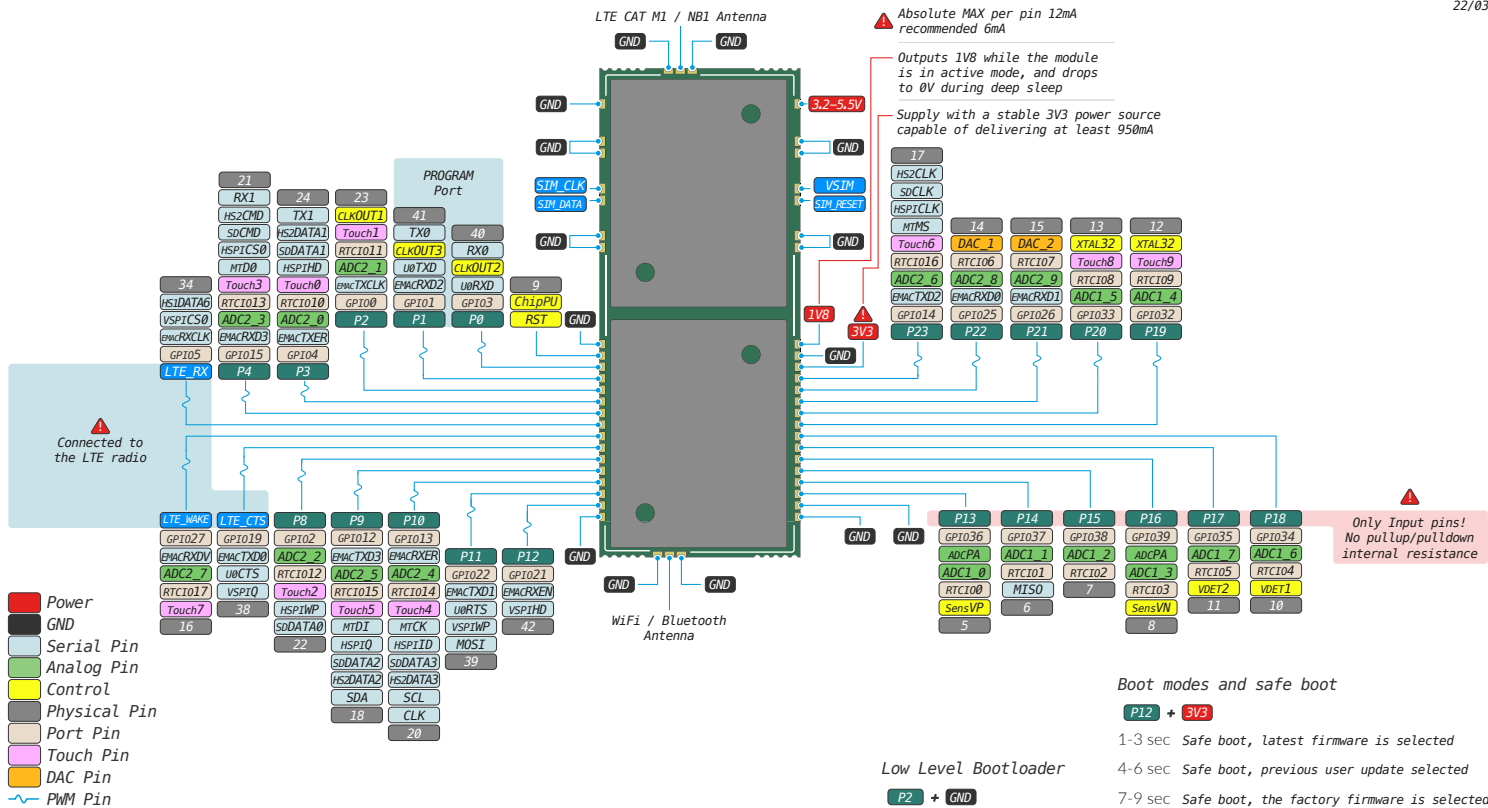 22/03
LTE CAT M1 / NB1 Antenna
GND
GND
Absolute MAX per pin 12mA
recommended 6mA
Outputs 1V8 while the module
is in active mode, and drops
to 0V during deep sleep
Supply with a stable 3V3 power source
capable of delivering at least 950mA
GND
GND
SIM_CLK
SIM_DATA
GND
3.2–5.5V
GND
VSIM
SIM_RESET
GND
PROGRAM
Port
34
HS1DATA6
VSPICS0
EMACRXCLK
GPIO5
LTE_RX
21
RX1
HS2CMD
SDCMD
HSPICS0
MTDO
Touch3
RTCIO13
ADC2_3
EMACRXD3
GPIO15
P4
24
TX1
HS2DATA1
SDDATA1
HSPIHD
Touch0
RTCIO10
ADC2_0
EMACTXER
GPIO4
P3
23
CLKOUT1
Touch1
RTCIO11
ADC2_1
EMACTXCLK
GPIO0
P2
41
TX0
CLKOUT3
U0TXD
EMACRXD2
GPIO1
P1
40
RX0
CLKOUT2
U0RXD
GPIO3
P0
9
ChipPU
RST
GND
1V8
3V3
GND
17
HS2CLK
SDCLK
HSPICLK
MTMS
Touch6
RTCIO16
ADC2_6
EMACTXD2
GPIO14
P23
14
DAC_1
RTCIO6
ADC2_8
EMACRXD0
GPIO25
P22
15
DAC_2
RTCIO7
ADC2_9
EMACRXD1
GPIO26
P21
13
XTAL32
Touch8
RTCIO8
ADC1_5
GPIO33
P20
12
XTAL32
Touch9
RTCIO9
ADC1_4
GPIO32
P19
Connected to
the LTE radio
LTE_WAKE
GPIO27
EMACRXDV
ADC2_7
RTCIO17
Touch7
16
LTE_CTS
GPIO19
EMACTXD0
U0CTS
VSPIQ
38
P8
GPIO2
ADC2_2
RTCIO12
Touch2
HSPIWP
SDDATA0
22
P9
GPIO12
EMACTXD3
ADC2_5
RTCIO15
Touch5
MTDI
HSPIQ
SDDATA2
HS2DATA2
SDA
18
P10
GPIO13
EMACRXER
ADC2_4
RTCIO14
Touch4
MTCK
HSPIID
SDDATA3
HS2DATA3
SCL
CLK
20
P11
GPIO22
EMACTXD1
U0RTS
VSPIWP
MOSI
39
P12
GPIO21
EMACRXEN
VSPIHD
42
GND
GND
GND
WiFi / Bluetooth
Antenna
GND
GND
P13
GPIO36
ADCPA
ADC1_0
RTCIO0
SensVP
5
P14
GPIO37
ADC1_1
RTCIO1
MISO
6
P15
GPIO38
ADC1_2
RTCIO2
7
P16
GPIO39
ADCPA
ADC1_3
RTCIO3
SensVN
8
P17
GPIO35
ADC1_7
RTCIO5
VDET2
11
P18
GPIO34
ADC1_6
RTCIO4
VDET1
10
Only Input pins!
No pullup/pulldown
internal resistance
Power
GND
Serial Pin
Analog Pin
Control
Physical Pin
Port Pin
Touch Pin
DAC Pin
PWM Pin
Low Level Bootloader
P2 + GND
Boot modes and safe boot
P12 + 3V3
1-3 sec Safe boot, latest firmware is selected
4-6 sec Safe boot, previous user update selected
7-9 sec Safe boot, the factory firmware is selected